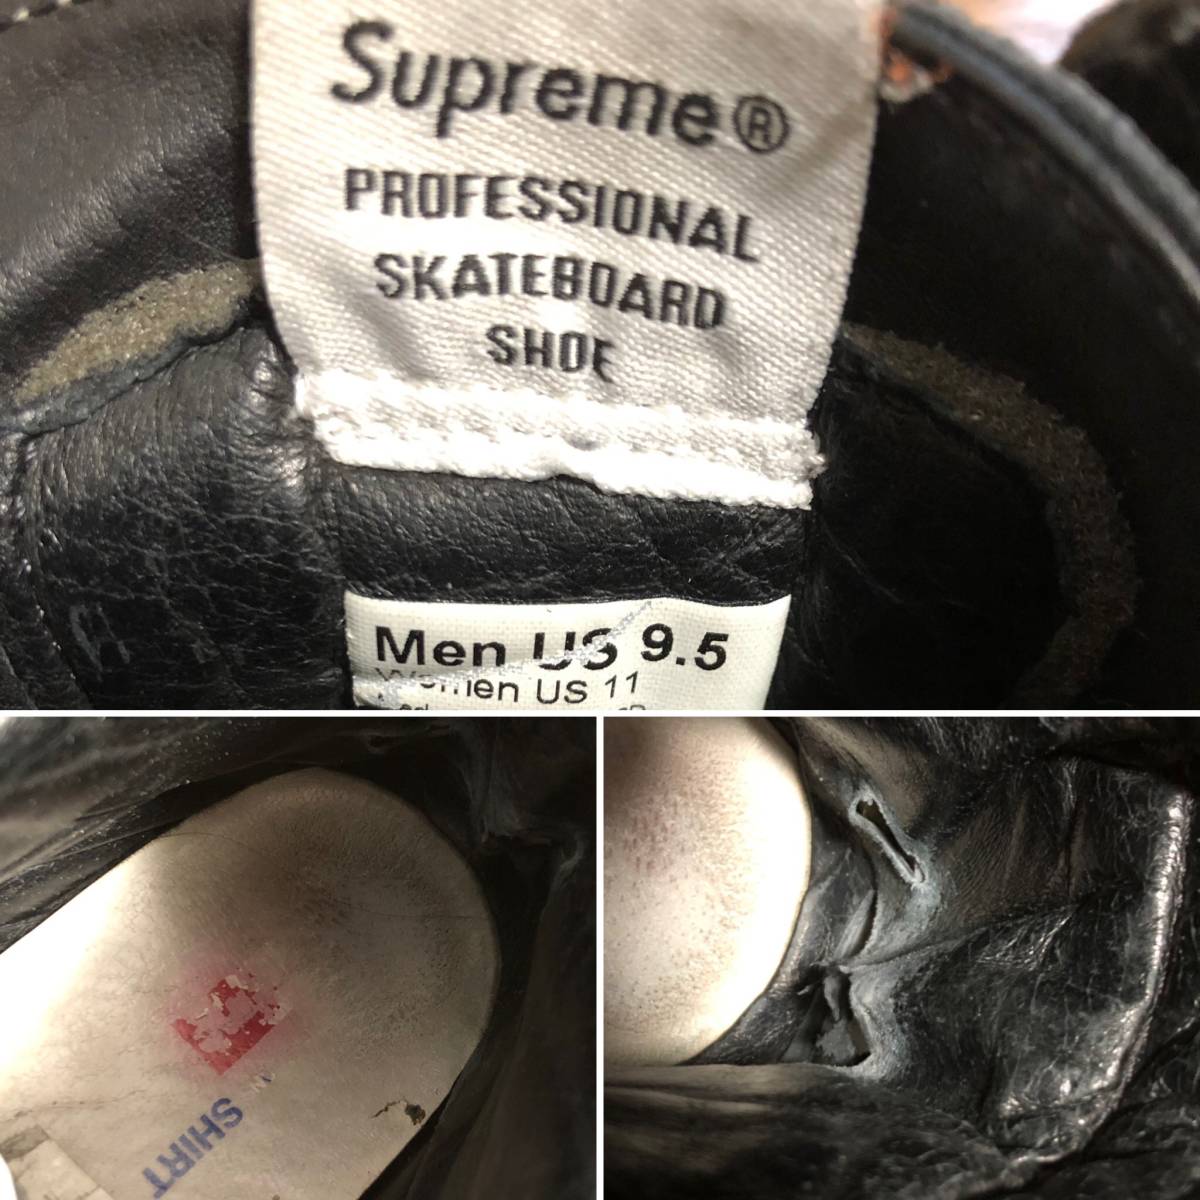 Supreme®
PROFESSIONAL
SKATEBOARD
SHOE
Men US 9.5
Women US 11
SHIRT